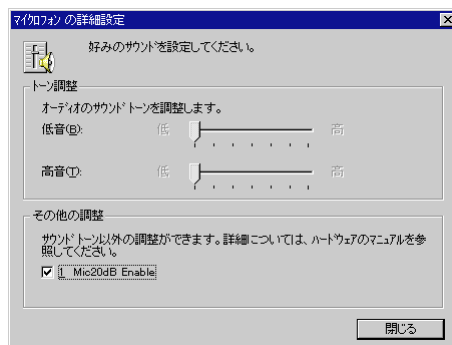 マイクロフォン の詳細設定
好みのサウンドを設定してください。
トーン調整
オーディオのサウンド トーンを調整します。
低音(B): 低 高
高音(T): 低 高
その他の調整
サウンド トーン以外の調整ができます。詳細については、ハードウェアのマニュアルを参
照してください。
1 Mic20dB Enable
閉じる